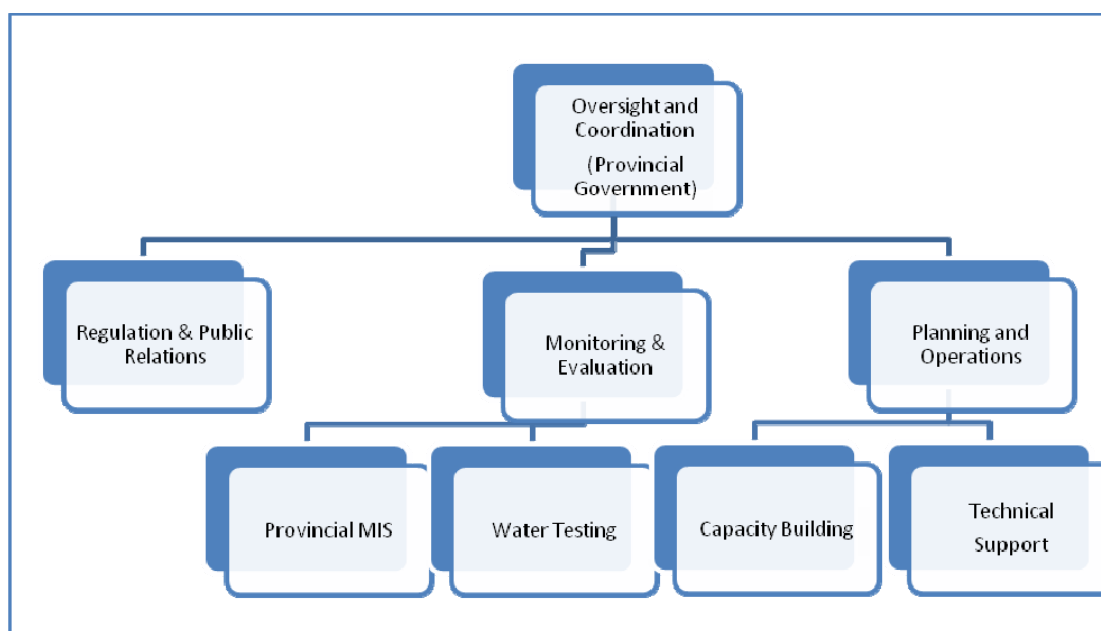 Oversight and
Coordination
(Provincial
Government)
Regulation & Public
Relations
Monitoring &
Evaluation
Planning and
Operations
Provincial MIS
Water Testing
Capacity Building
Technical
Support